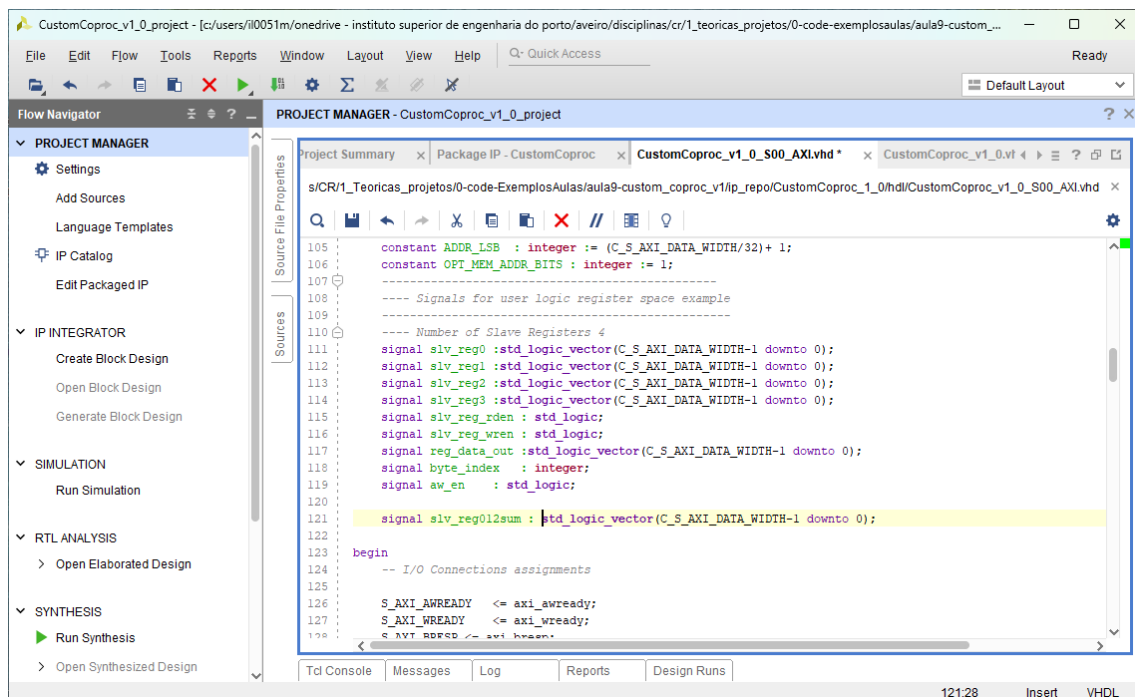 CustomCoproc_v1_0_project - [c:/users/il0051m/onedrive - instituto superior de engenharia do porto/aveiro/disciplinas/cr/1_teoricas_projetos/0-code-exemplosaulas/aula9-custom_...
File Edit Flow Tools Reports Window Layout View Help Q- Quick Access Ready
Default Layout
Flow Navigator
PROJECT MANAGER - CustomCoproc_v1_0_project
PROJECT MANAGER
Settings
Add Sources
Language Templates
IP Catalog
Edit Packaged IP
IP INTEGRATOR
Create Block Design
Open Block Design
Generate Block Design
SIMULATION
Run Simulation
RTL ANALYSIS
Open Elaborated Design
SYNTHESIS
Run Synthesis
Open Synthesized Design
Source File Properties
Sources
Project Summary × Package IP - CustomCoproc × CustomCoproc_v1_0_S00_AXI.vhd * × CustomCoproc_v1_0.vh
s/CR/1_Teoricas_projetos/0-code-ExemplosAulas/aula9-custom_coproc_v1/ip_repo/CustomCoproc_1_0/hdl/CustomCoproc_v1_0_S00_AXI.vhd ×
105 constant ADDR_LSB : integer := (C_S_AXI_DATA_WIDTH/32)+ 1;
106 constant OPT_MEM_ADDR_BITS : integer := 1;
107 ------------------------------------------------
108 ---- Signals for user logic register space example
109 --------------------------------------------------
110 ---- Number of Slave Registers 4
111 signal slv_reg0 :std_logic_vector(C_S_AXI_DATA_WIDTH-1 downto 0);
112 signal slv_reg1 :std_logic_vector(C_S_AXI_DATA_WIDTH-1 downto 0);
113 signal slv_reg2 :std_logic_vector(C_S_AXI_DATA_WIDTH-1 downto 0);
114 signal slv_reg3 :std_logic_vector(C_S_AXI_DATA_WIDTH-1 downto 0);
115 signal slv_reg_rden : std_logic;
116 signal slv_reg_wren : std_logic;
117 signal reg_data_out :std_logic_vector(C_S_AXI_DATA_WIDTH-1 downto 0);
118 signal byte_index : integer;
119 signal aw_en : std_logic;
120
121 signal slv_reg012sum : std_logic_vector(C_S_AXI_DATA_WIDTH-1 downto 0);
122
123 begin
124 -- I/O Connections assignments
125
126 S_AXI_AWREADY <= axi_awready;
127 S_AXI_WREADY <= axi_wready;
128 S_AXI_BRESP <= axi_bresp;
Tcl Console Messages Log Reports Design Runs
121:28 Insert VHDL